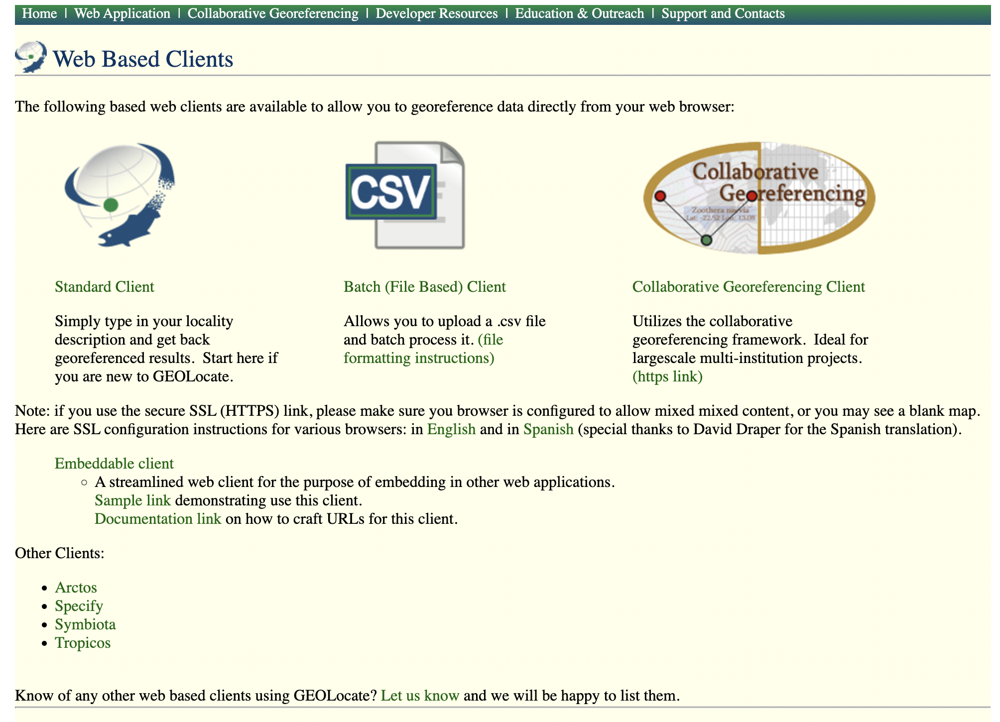 Home | Web Application | Collaborative Georeferencing | Developer Resources | Education & Outreach | Support and Contacts
Web Based Clients
The following based web clients are available to allow you to georeference data directly from your web browser:
CSV
Collaborative
Georeferencing
Zoothera naevia
Lat: -22.52 Lon: 13.08
Standard Client
Simply type in your locality
description and get back
georeferenced results.  Start here if
you are new to GEOLocate.
Batch (File Based) Client
Allows you to upload a .csv file
and batch process it. (file
formatting instructions)
Collaborative Georeferencing Client
Utilizes the collaborative
georeferencing framework.  Ideal for
largescale multi-institution projects.
(https link)
Note: if you use the secure SSL (HTTPS) link, please make sure you browser is configured to allow mixed mixed content, or you may see a blank map.
Here are SSL configuration instructions for various browsers: in English and in Spanish (special thanks to David Draper for the Spanish translation).
Embeddable client
○ A streamlined web client for the purpose of embedding in other web applications.
Sample link demonstrating use this client.
Documentation link on how to craft URLs for this client.
Other Clients:
• Arctos
• Specify
• Symbiota
• Tropicos
Know of any other web based clients using GEOLocate? Let us know and we will be happy to list them.